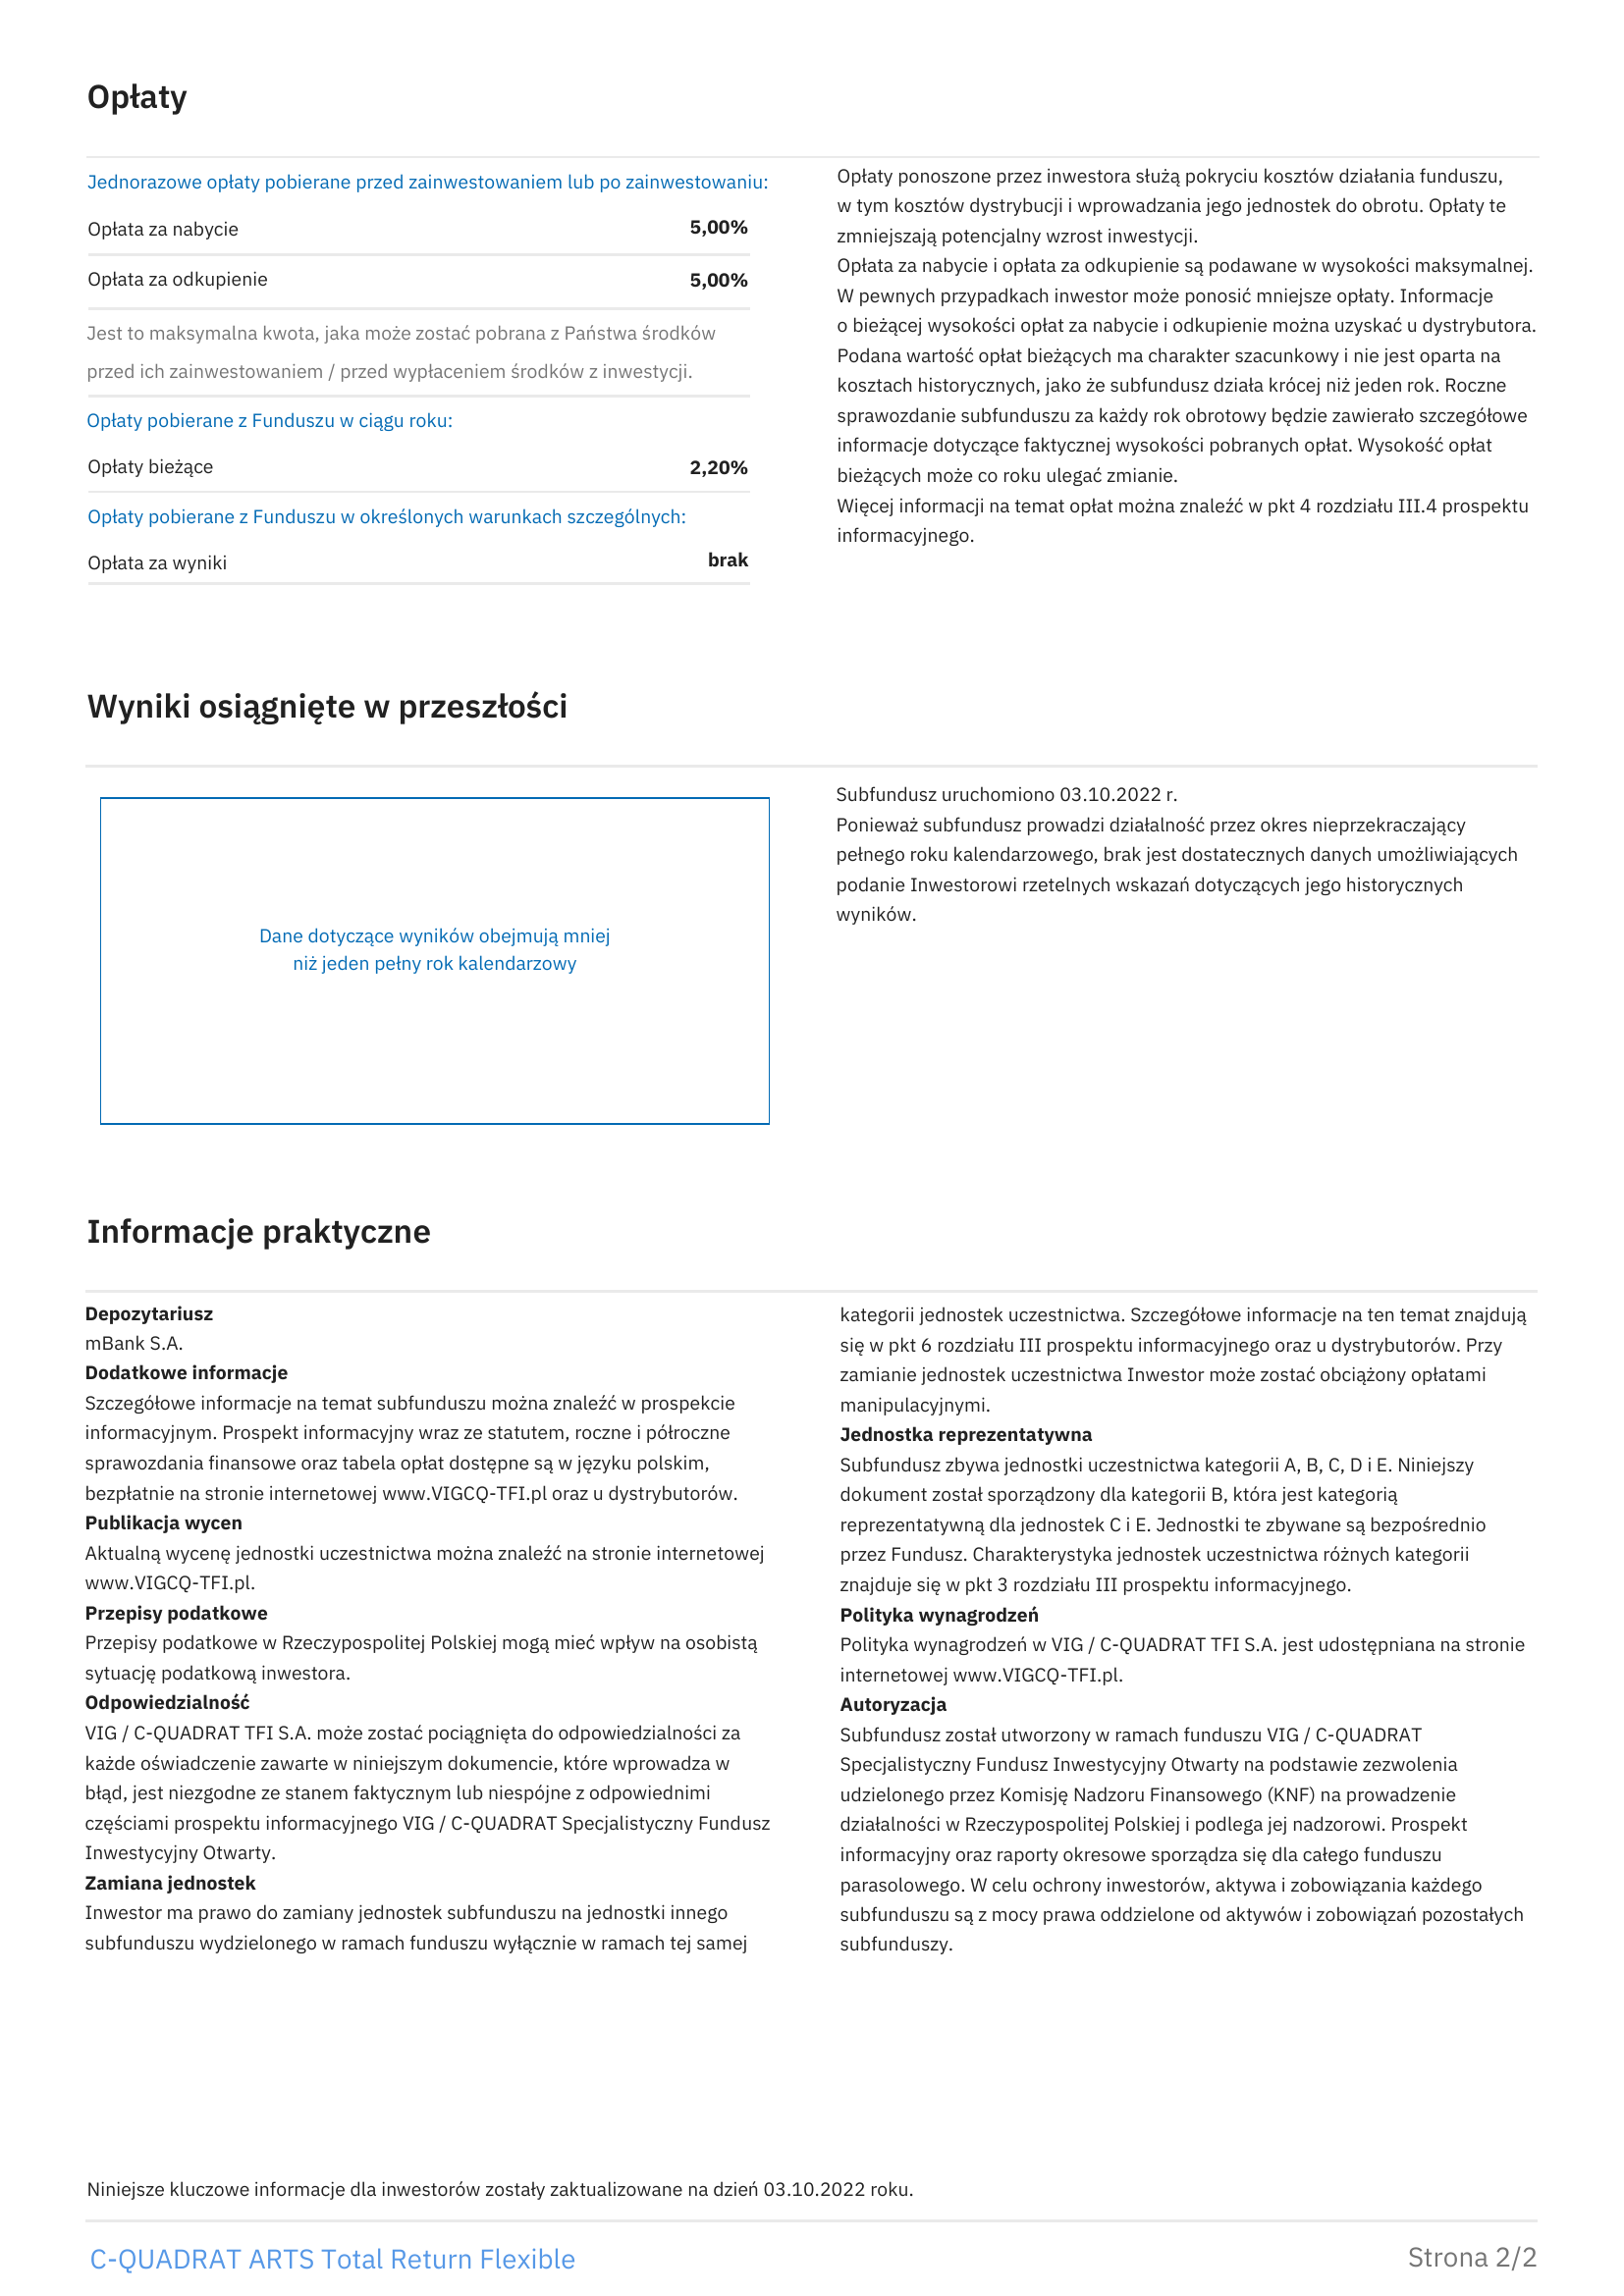 Opłaty
Jednorazowe opłaty pobierane przed zainwestowaniem lub po zainwestowaniu:
Opłata za nabycie 5,00%
Opłata za odkupienie 5,00%
Jest to maksymalna kwota, jaka może zostać pobrana z Państwa środków
przed ich zainwestowaniem / przed wypłaceniem środków z inwestycji.
Opłaty pobierane z Funduszu w ciągu roku:
Opłaty bieżące 2,20%
Opłaty pobierane z Funduszu w określonych warunkach szczególnych:
Opłata za wyniki brak
Opłaty ponoszone przez inwestora służą pokryciu kosztów działania funduszu,
w tym kosztów dystrybucji i wprowadzania jego jednostek do obrotu. Opłaty te
zmniejszają potencjalny wzrost inwestycji.
Opłata za nabycie i opłata za odkupienie są podawane w wysokości maksymalnej.
W pewnych przypadkach inwestor może ponosić mniejsze opłaty. Informacje
o bieżącej wysokości opłat za nabycie i odkupienie można uzyskać u dystrybutora.
Podana wartość opłat bieżących ma charakter szacunkowy i nie jest oparta na
kosztach historycznych, jako że subfundusz działa krócej niż jeden rok. Roczne
sprawozdanie subfunduszu za każdy rok obrotowy będzie zawierało szczegółowe
informacje dotyczące faktycznej wysokości pobranych opłat. Wysokość opłat
bieżących może co roku ulegać zmianie.
Więcej informacji na temat opłat można znaleźć w pkt 4 rozdziału III.4 prospektu
informacyjnego.
Wyniki osiągnięte w przeszłości
Dane dotyczące wyników obejmują mniej
niż jeden pełny rok kalendarzowy
Subfundusz uruchomiono 03.10.2022 r.
Ponieważ subfundusz prowadzi działalność przez okres nieprzekraczający
pełnego roku kalendarzowego, brak jest dostatecznych danych umożliwiających
podanie Inwestorowi rzetelnych wskazań dotyczących jego historycznych
wyników.
Informacje praktyczne
Depozytariusz
mBank S.A.
Dodatkowe informacje
Szczegółowe informacje na temat subfunduszu można znaleźć w prospekcie
informacyjnym. Prospekt informacyjny wraz ze statutem, roczne i półroczne
sprawozdania finansowe oraz tabela opłat dostępne są w języku polskim,
bezpłatnie na stronie internetowej www.VIGCQ-TFI.pl oraz u dystrybutorów.
Publikacja wycen
Aktualną wycenę jednostki uczestnictwa można znaleźć na stronie internetowej
www.VIGCQ-TFI.pl.
Przepisy podatkowe
Przepisy podatkowe w Rzeczypospolitej Polskiej mogą mieć wpływ na osobistą
sytuację podatkową inwestora.
Odpowiedzialność
VIG / C-QUADRAT TFI S.A. może zostać pociągnięta do odpowiedzialności za
każde oświadczenie zawarte w niniejszym dokumencie, które wprowadza w
błąd, jest niezgodne ze stanem faktycznym lub niespójne z odpowiednimi
częściami prospektu informacyjnego VIG / C-QUADRAT Specjalistyczny Fundusz
Inwestycyjny Otwarty.
Zamiana jednostek
Inwestor ma prawo do zamiany jednostek subfunduszu na jednostki innego
subfunduszu wydzielonego w ramach funduszu wyłącznie w ramach tej samej
kategorii jednostek uczestnictwa. Szczegółowe informacje na ten temat znajdują
się w pkt 6 rozdziału III prospektu informacyjnego oraz u dystrybutorów. Przy
zamianie jednostek uczestnictwa Inwestor może zostać obciążony opłatami
manipulacyjnymi.
Jednostka reprezentatywna
Subfundusz zbywa jednostki uczestnictwa kategorii A, B, C, D i E. Niniejszy
dokument został sporządzony dla kategorii B, która jest kategorią
reprezentatywną dla jednostek C i E. Jednostki te zbywane są bezpośrednio
przez Fundusz. Charakterystyka jednostek uczestnictwa różnych kategorii
znajduje się w pkt 3 rozdziału III prospektu informacyjnego.
Polityka wynagrodzeń
Polityka wynagrodzeń w VIG / C-QUADRAT TFI S.A. jest udostępniana na stronie
internetowej www.VIGCQ-TFI.pl.
Autoryzacja
Subfundusz został utworzony w ramach funduszu VIG / C-QUADRAT
Specjalistyczny Fundusz Inwestycyjny Otwarty na podstawie zezwolenia
udzielonego przez Komisję Nadzoru Finansowego (KNF) na prowadzenie
działalności w Rzeczypospolitej Polskiej i podlega jej nadzorowi. Prospekt
informacyjny oraz raporty okresowe sporządza się dla całego funduszu
parasolowego. W celu ochrony inwestorów, aktywa i zobowiązania każdego
subfunduszu są z mocy prawa oddzielone od aktywów i zobowiązań pozostałych
subfunduszy.
Niniejsze kluczowe informacje dla inwestorów zostały zaktualizowane na dzień 03.10.2022 roku.
C-QUADRAT ARTS Total Return Flexible Strona 2/2